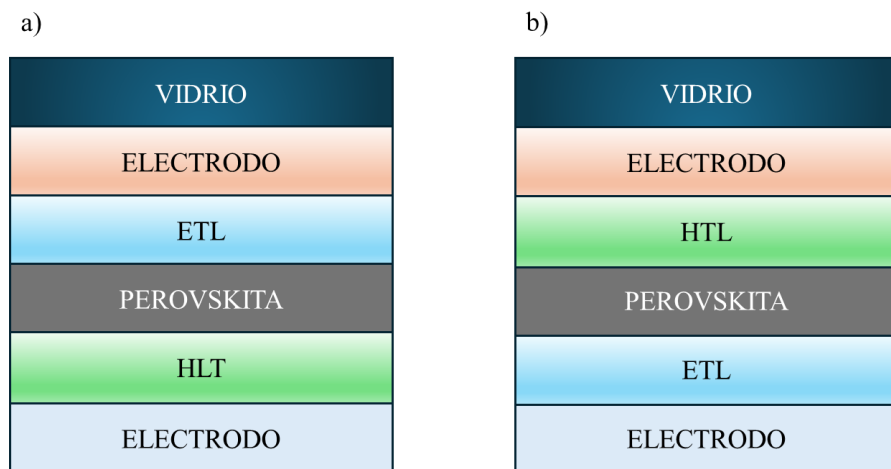 a)
VIDRIO
ELECTRODO
ETL
PEROVSKITA
HLT
ELECTRODO
b)
VIDRIO
ELECTRODO
HTL
PEROVSKITA
ETL
ELECTRODO